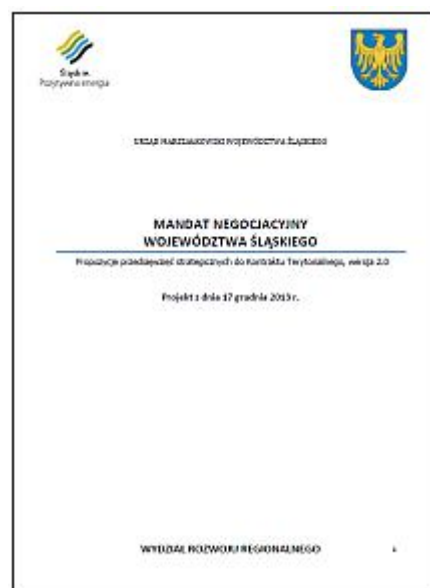 Śląskie.
Pozytywna energia
URZĄD MARSZAŁKOWSKI WOJEWÓDZTWA ŚLĄSKIEGO
MANDAT NEGOCJACYJNY
WOJEWÓDZTWA ŚLĄSKIEGO
Propozycje przedsięwzięć strategicznych do Kontraktu Terytorialnego, wersja 2.0
Projekt z dnia 17 grudnia 2013 r.
WYDZIAŁ ROZWOJU REGIONALNEGO